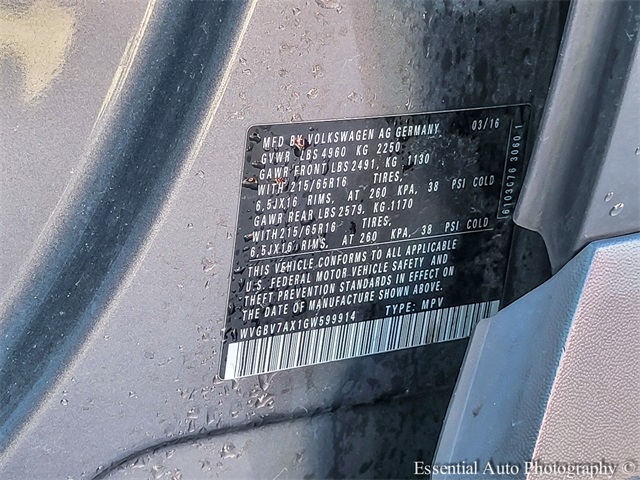 MFD BY VOLKSWAGEN AG GERMANY 03/16
GVWR LBS 4960 KG 2250
GAWR FRONT LBS 2491, KG 1130
WITH 215/65R16 TIRES,
6,5JX16 RIMS, AT 260 KPA, 38 PSI COLD
GAWR REAR LBS 2579, KG.1170
WITH 215/65R16 TIRES,
6,5JX16 RIMS, AT 260 KPA, 38 PSI COLD
THIS VEHICLE CONFORMS TO ALL APPLICABLE
U.S. FEDERAL MOTOR VEHICLE SAFETY AND
THEFT PREVENTION STANDARDS IN EFFECT ON
THE DATE OF MANUFACTURE SHOWN ABOVE.
WVGBV7AX1GW599914 TYPE: MPV
6103C76 30601
Essential Auto Photography ©